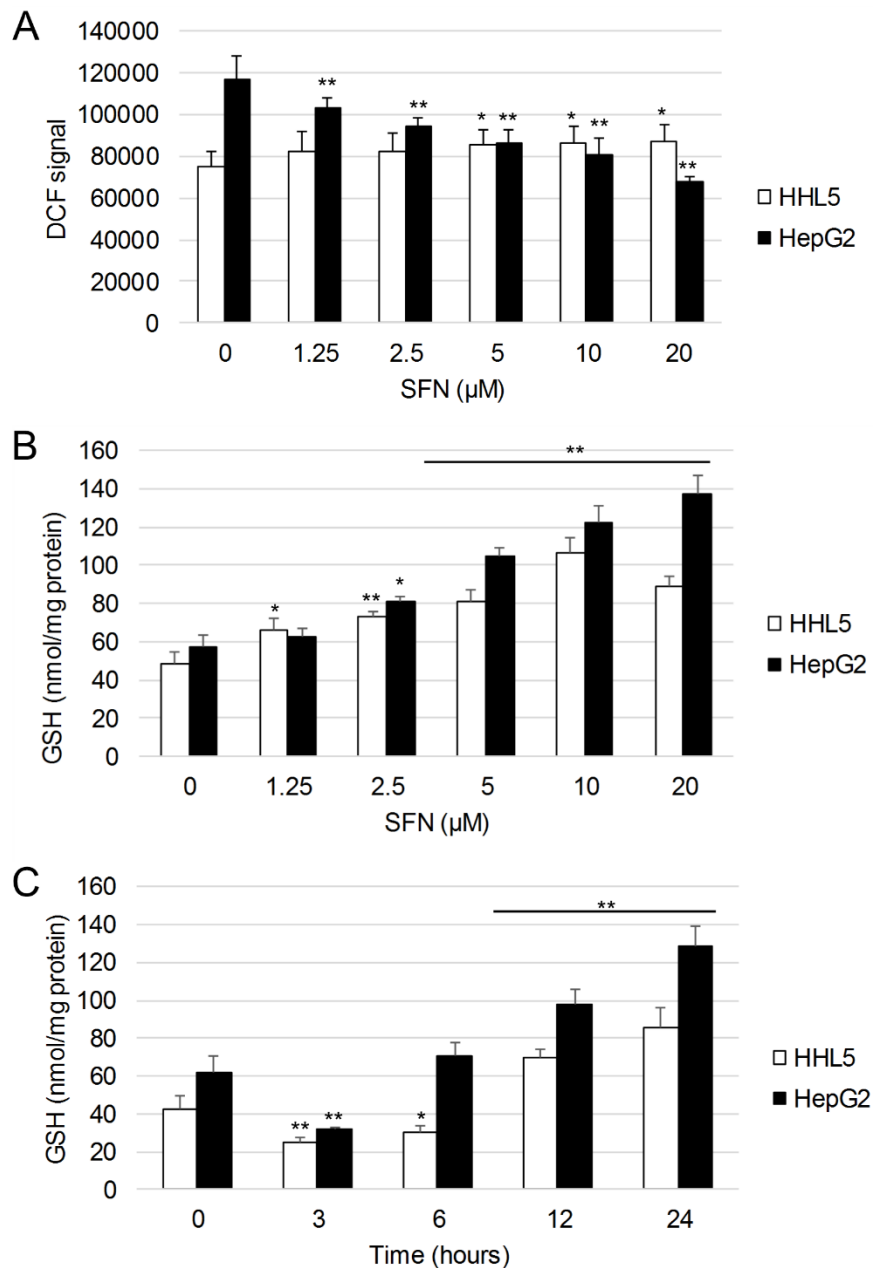 A
140000
120000
100000
80000
60000
40000
20000
0
DCF signal
** ** * ** * ** * **
0 1.25 2.5 5 10 20
SFN (µM)
HHL5
HepG2
B
160
140
120
100
80
60
40
20
0
GSH (nmol/mg protein)
**
* ** *
0 1.25 2.5 5 10 20
SFN (µM)
HHL5
HepG2
C
160
140
120
100
80
60
40
20
0
GSH (nmol/mg protein)
**
** ** *
0 3 6 12 24
Time (hours)
HHL5
HepG2